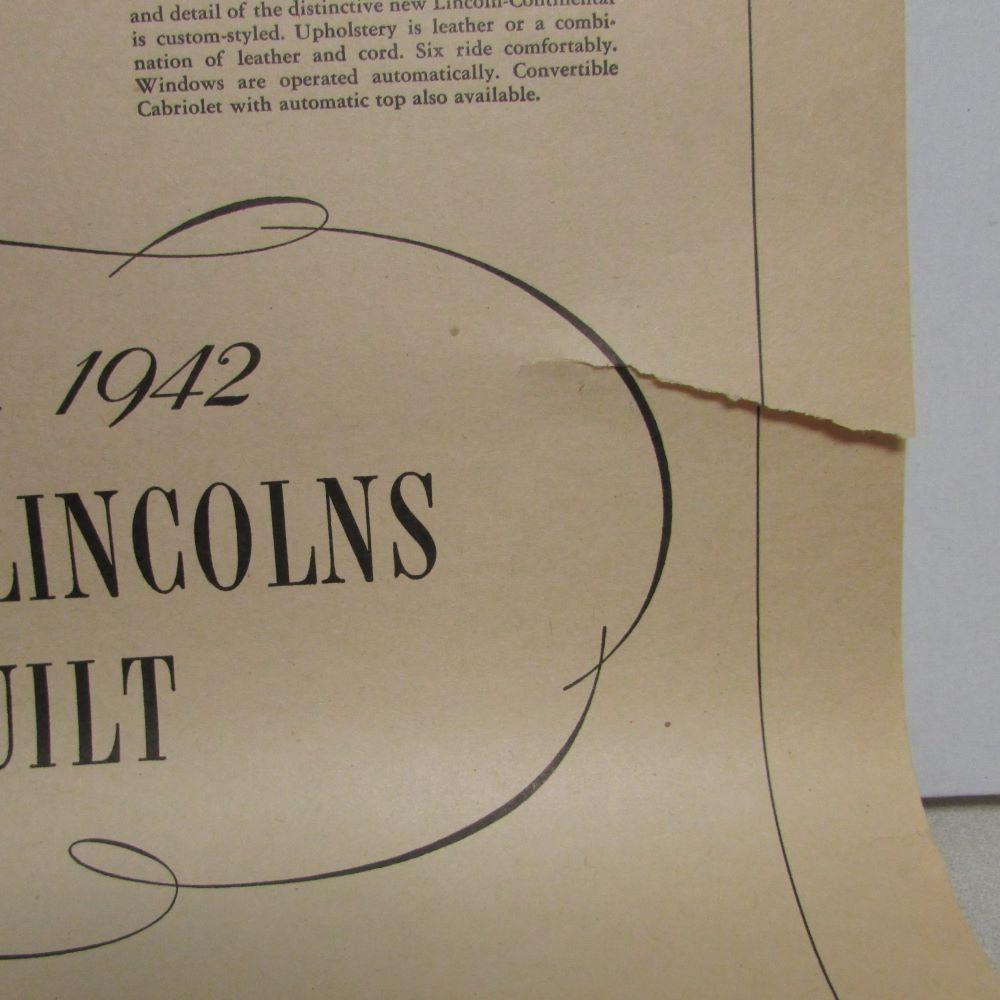 and detail of the distinctive new Lincoln-Continental
is custom-styled. Upholstery is leather or a combi-
nation of leather and cord. Six ride comfortably.
Windows are operated automatically. Convertible
Cabriolet with automatic top also available.
1942
LINCOLNS
UILT